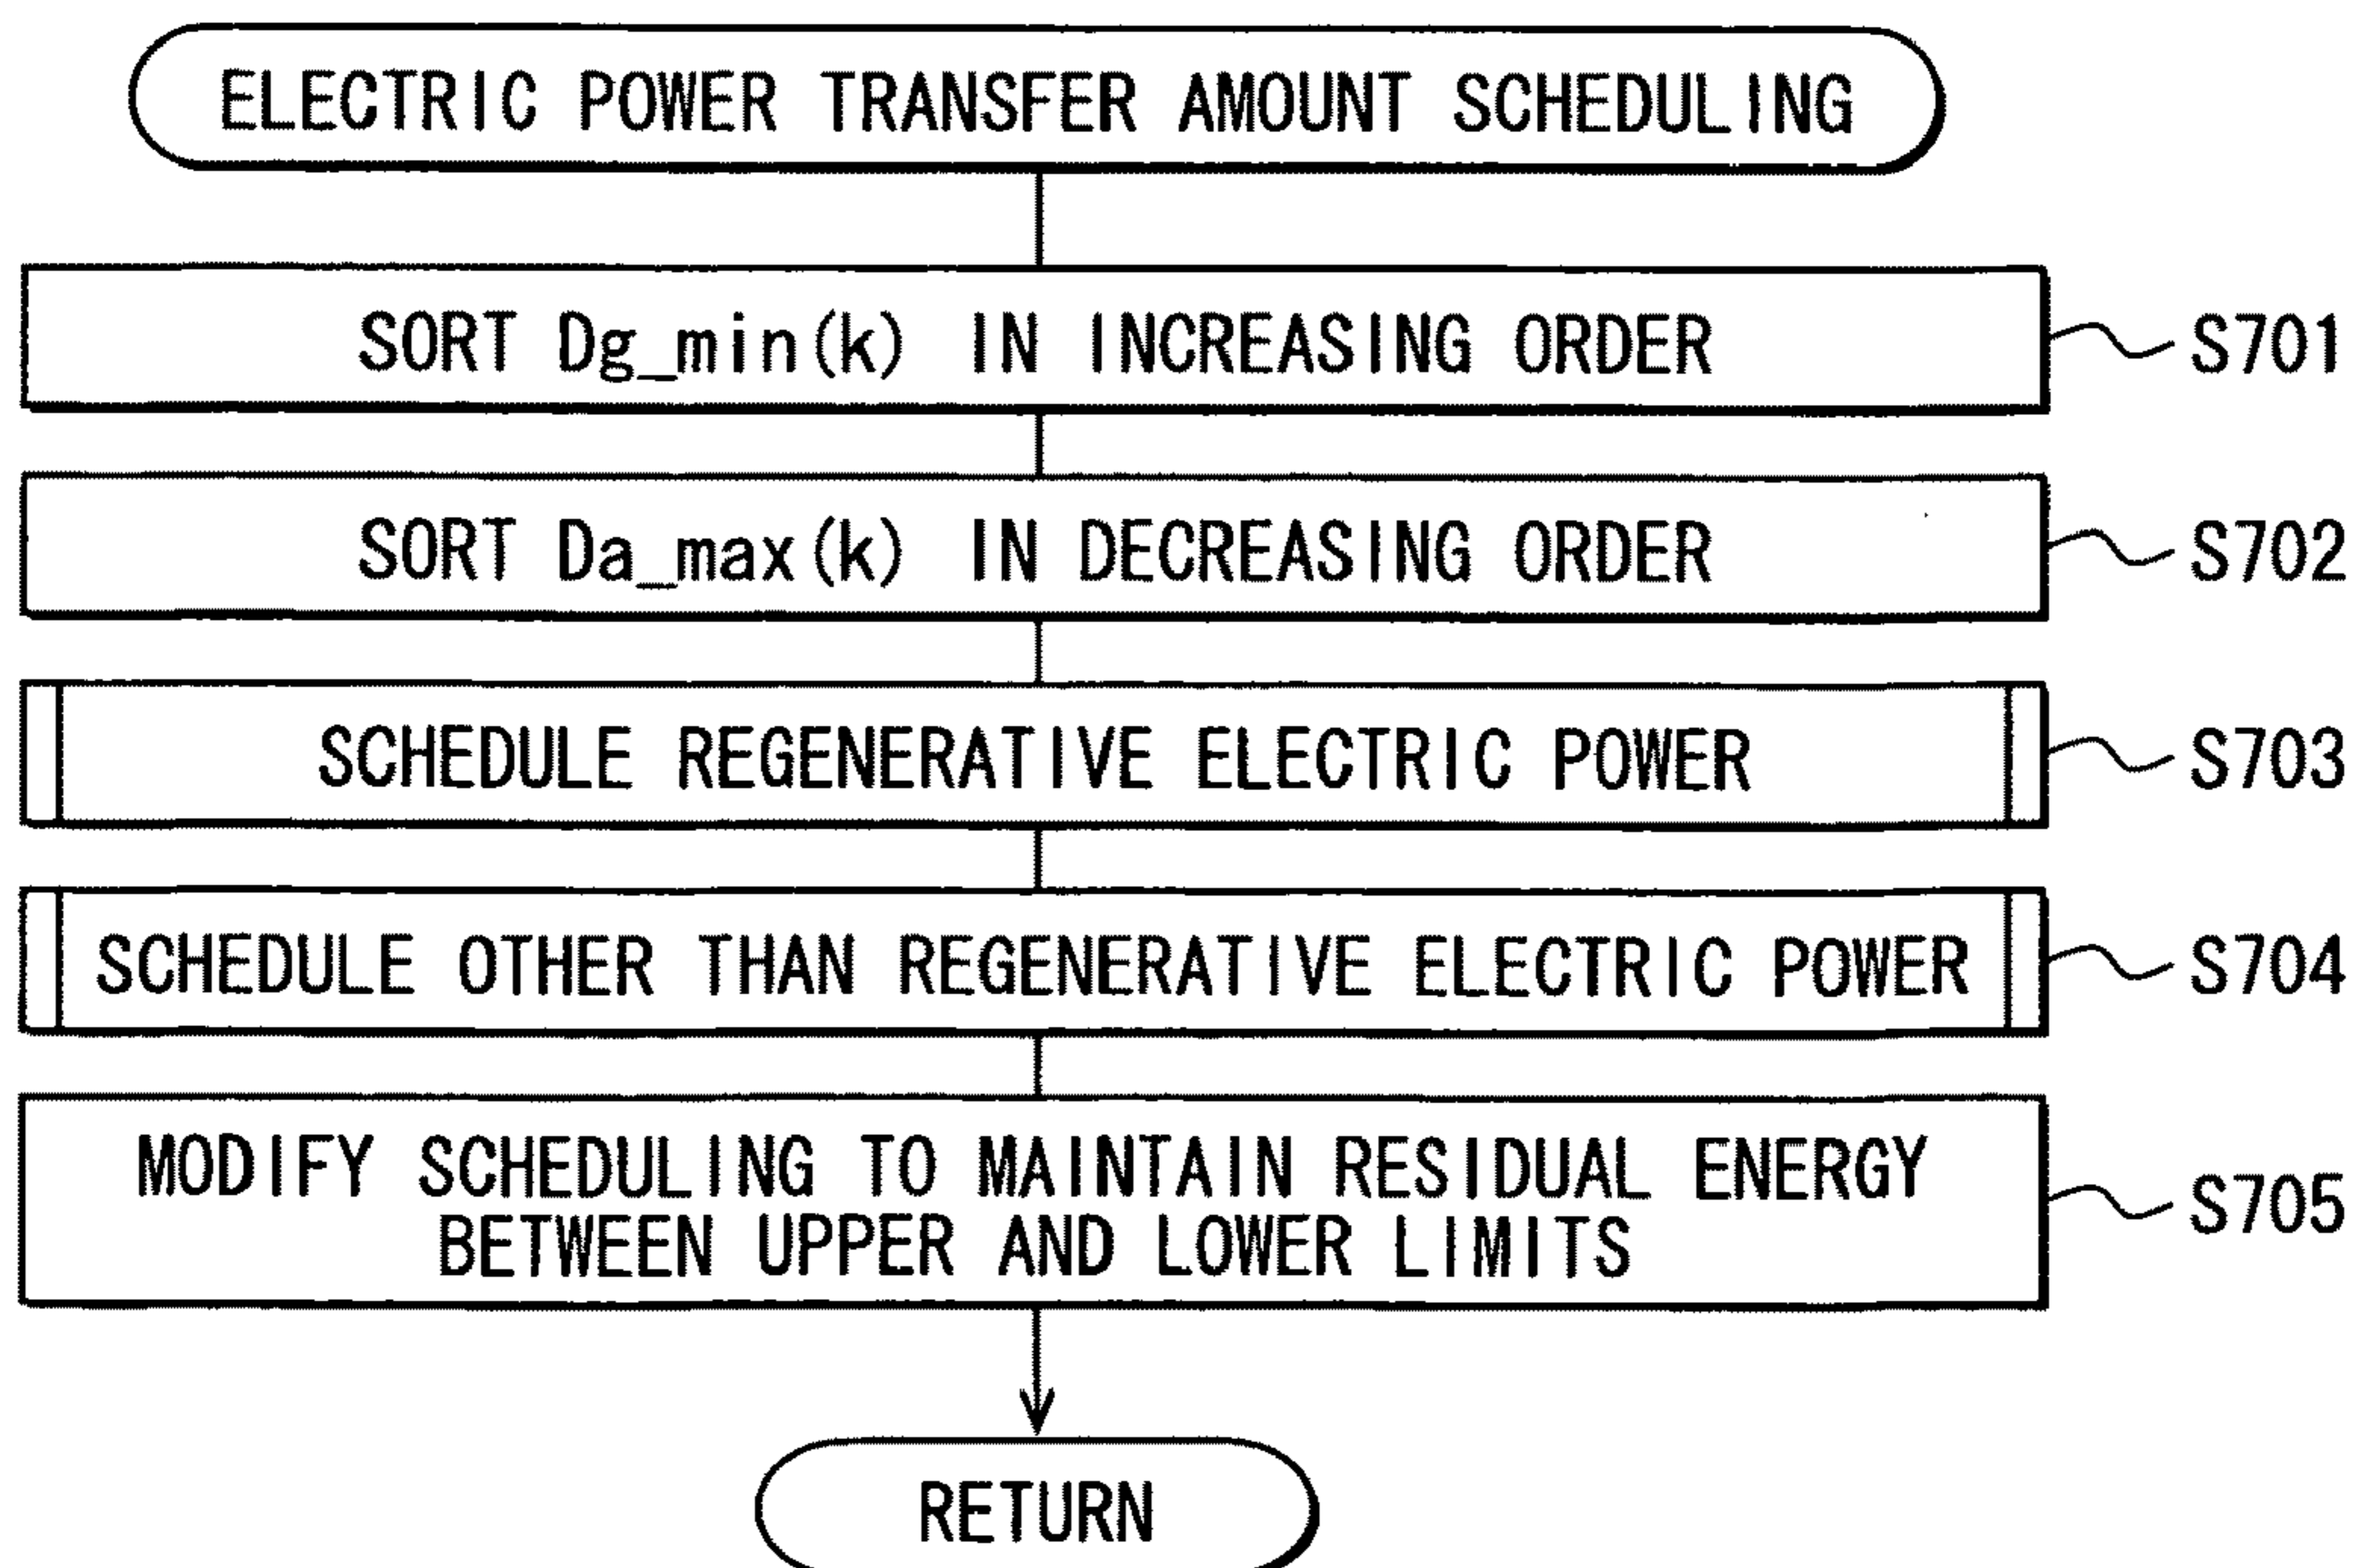 ELECTRIC POWER TRANSFER AMOUNT SCHEDULING
SORT Dg_min(k) IN INCREASING ORDER
S701
SORT Da_max(k) IN DECREASING ORDER
S702
SCHEDULE REGENERATIVE ELECTRIC POWER
S703
SCHEDULE OTHER THAN REGENERATIVE ELECTRIC POWER
S704
MODIFY SCHEDULING TO MAINTAIN RESIDUAL ENERGY
BETWEEN UPPER AND LOWER LIMITS
S705
RETURN